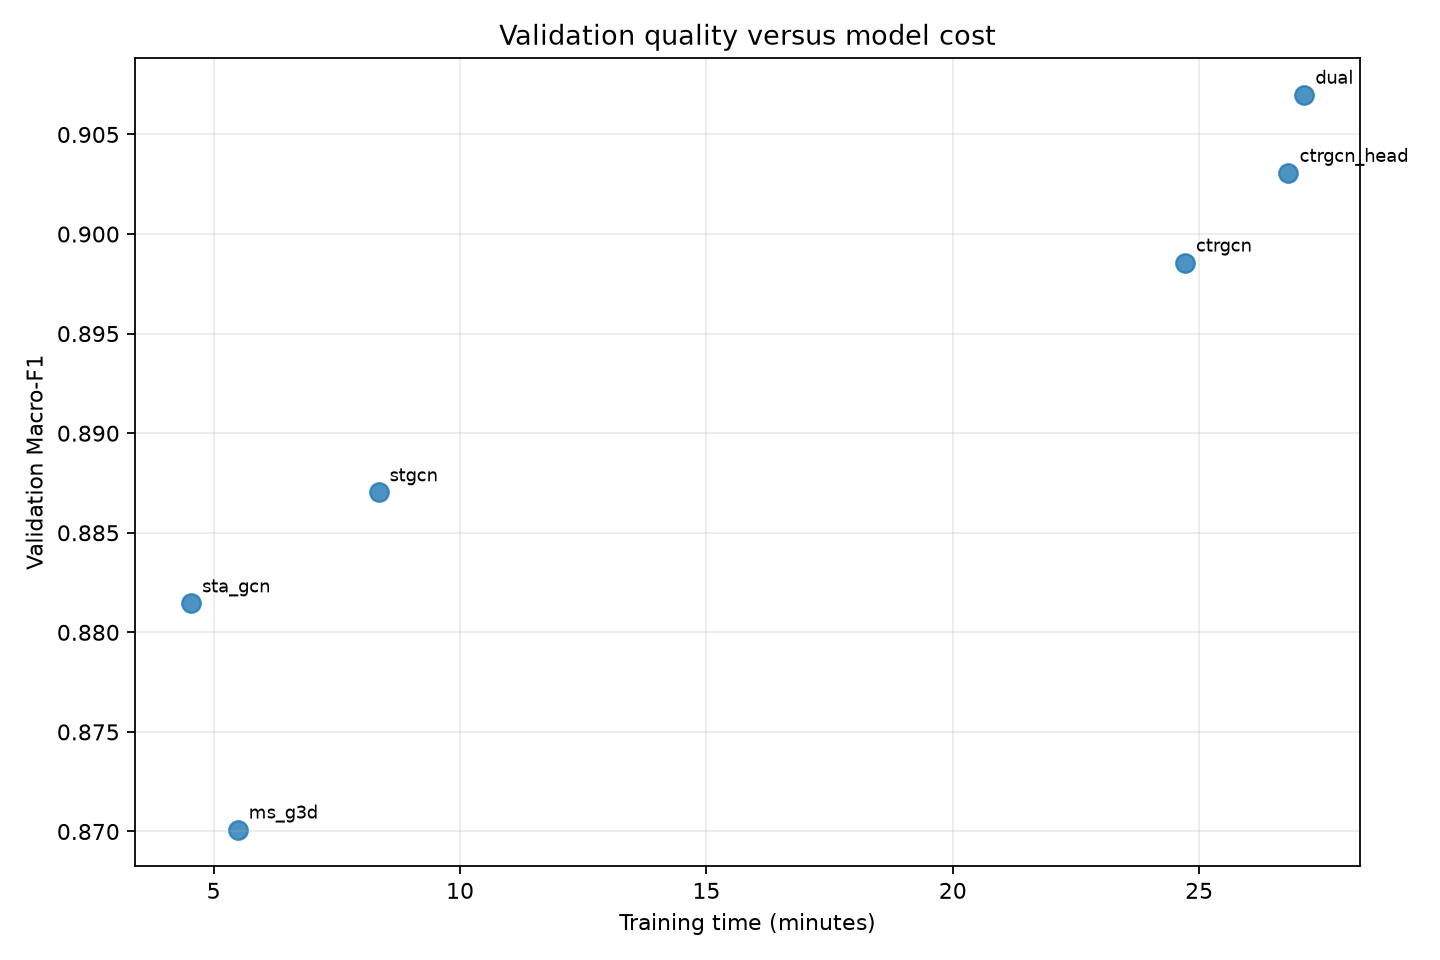 Validation quality versus model cost
dual
0.905
ctrgcn_head
0.900
ctrgcn
0.895
Validation Macro-F1
0.890
stgcn
0.885
sta_gcn
0.880
0.875
ms_g3d
0.870
5 10 15 20 25
Training time (minutes)